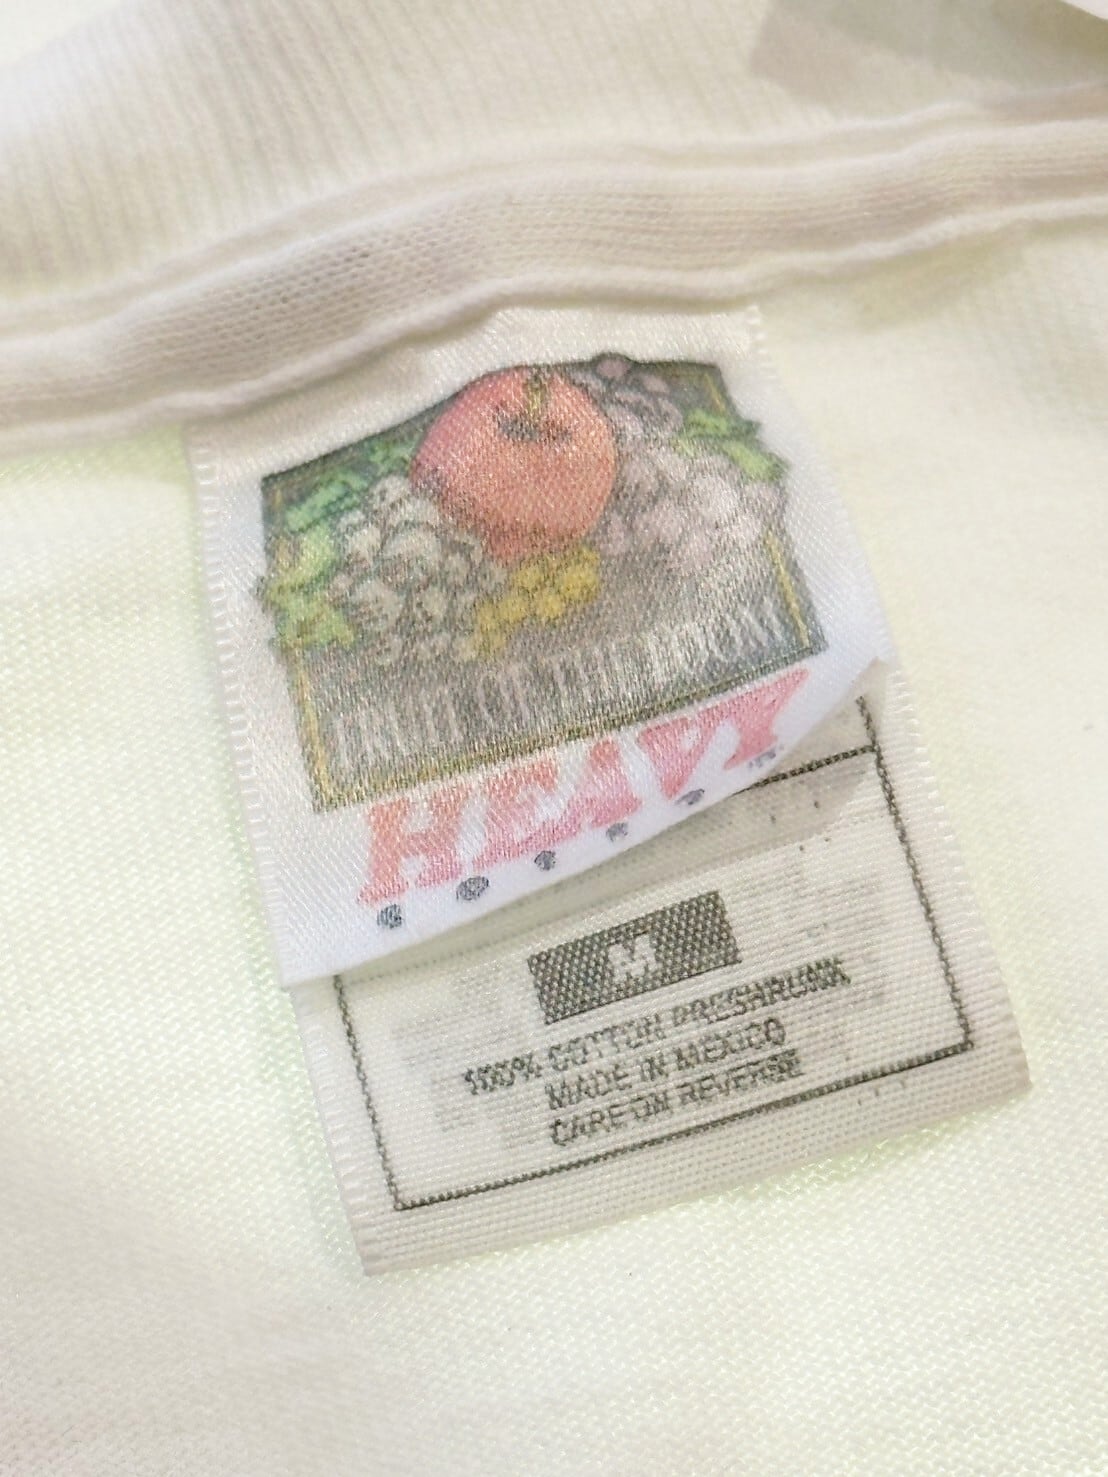 FRUIT OF THE LOOM
HEAVY
M
100% COTTON PRESHRUNK
MADE IN MEXICO
CARE ON REVERSE